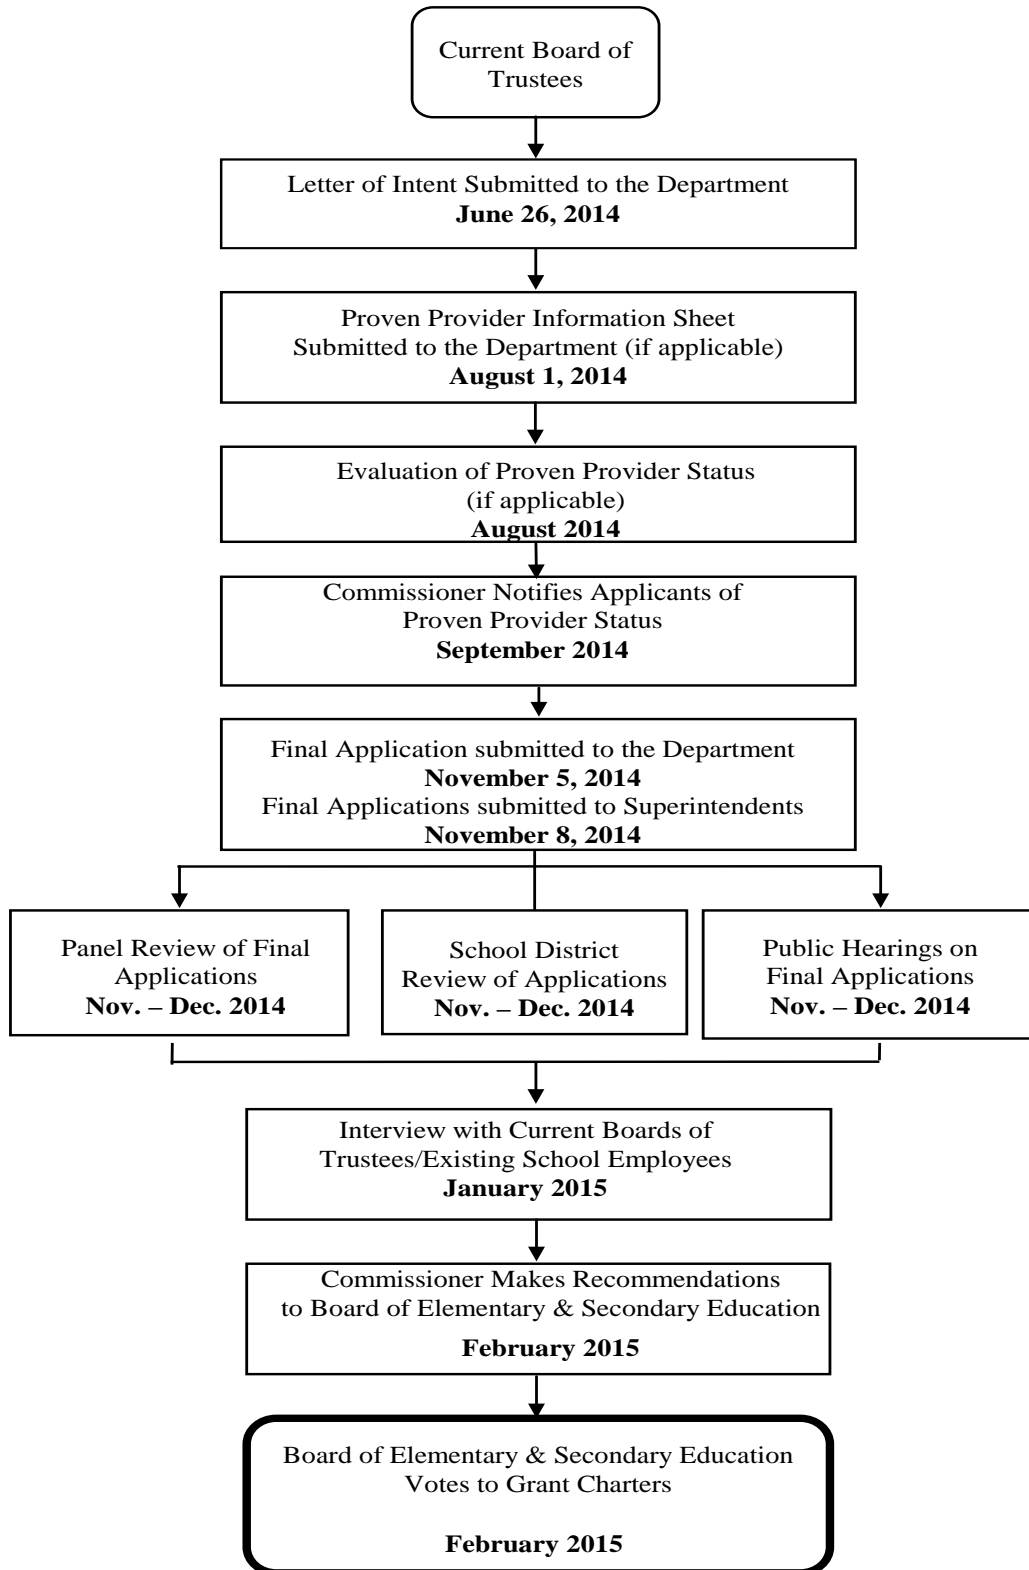 Current Board of
Trustees
Letter of Intent Submitted to the Department
June 26, 2014
Proven Provider Information Sheet
Submitted to the Department (if applicable)
August 1, 2014
Evaluation of Proven Provider Status
(if applicable)
August 2014
Commissioner Notifies Applicants of
Proven Provider Status
September 2014
Final Application submitted to the Department
November 5, 2014
Final Applications submitted to Superintendents
November 8, 2014
Panel Review of Final
Applications
Nov. – Dec. 2014
School District
Review of Applications
Nov. – Dec. 2014
Public Hearings on
Final Applications
Nov. – Dec. 2014
Interview with Current Boards of
Trustees/Existing School Employees
January 2015
Commissioner Makes Recommendations
to Board of Elementary & Secondary Education
February 2015
Board of Elementary & Secondary Education
Votes to Grant Charters
February 2015